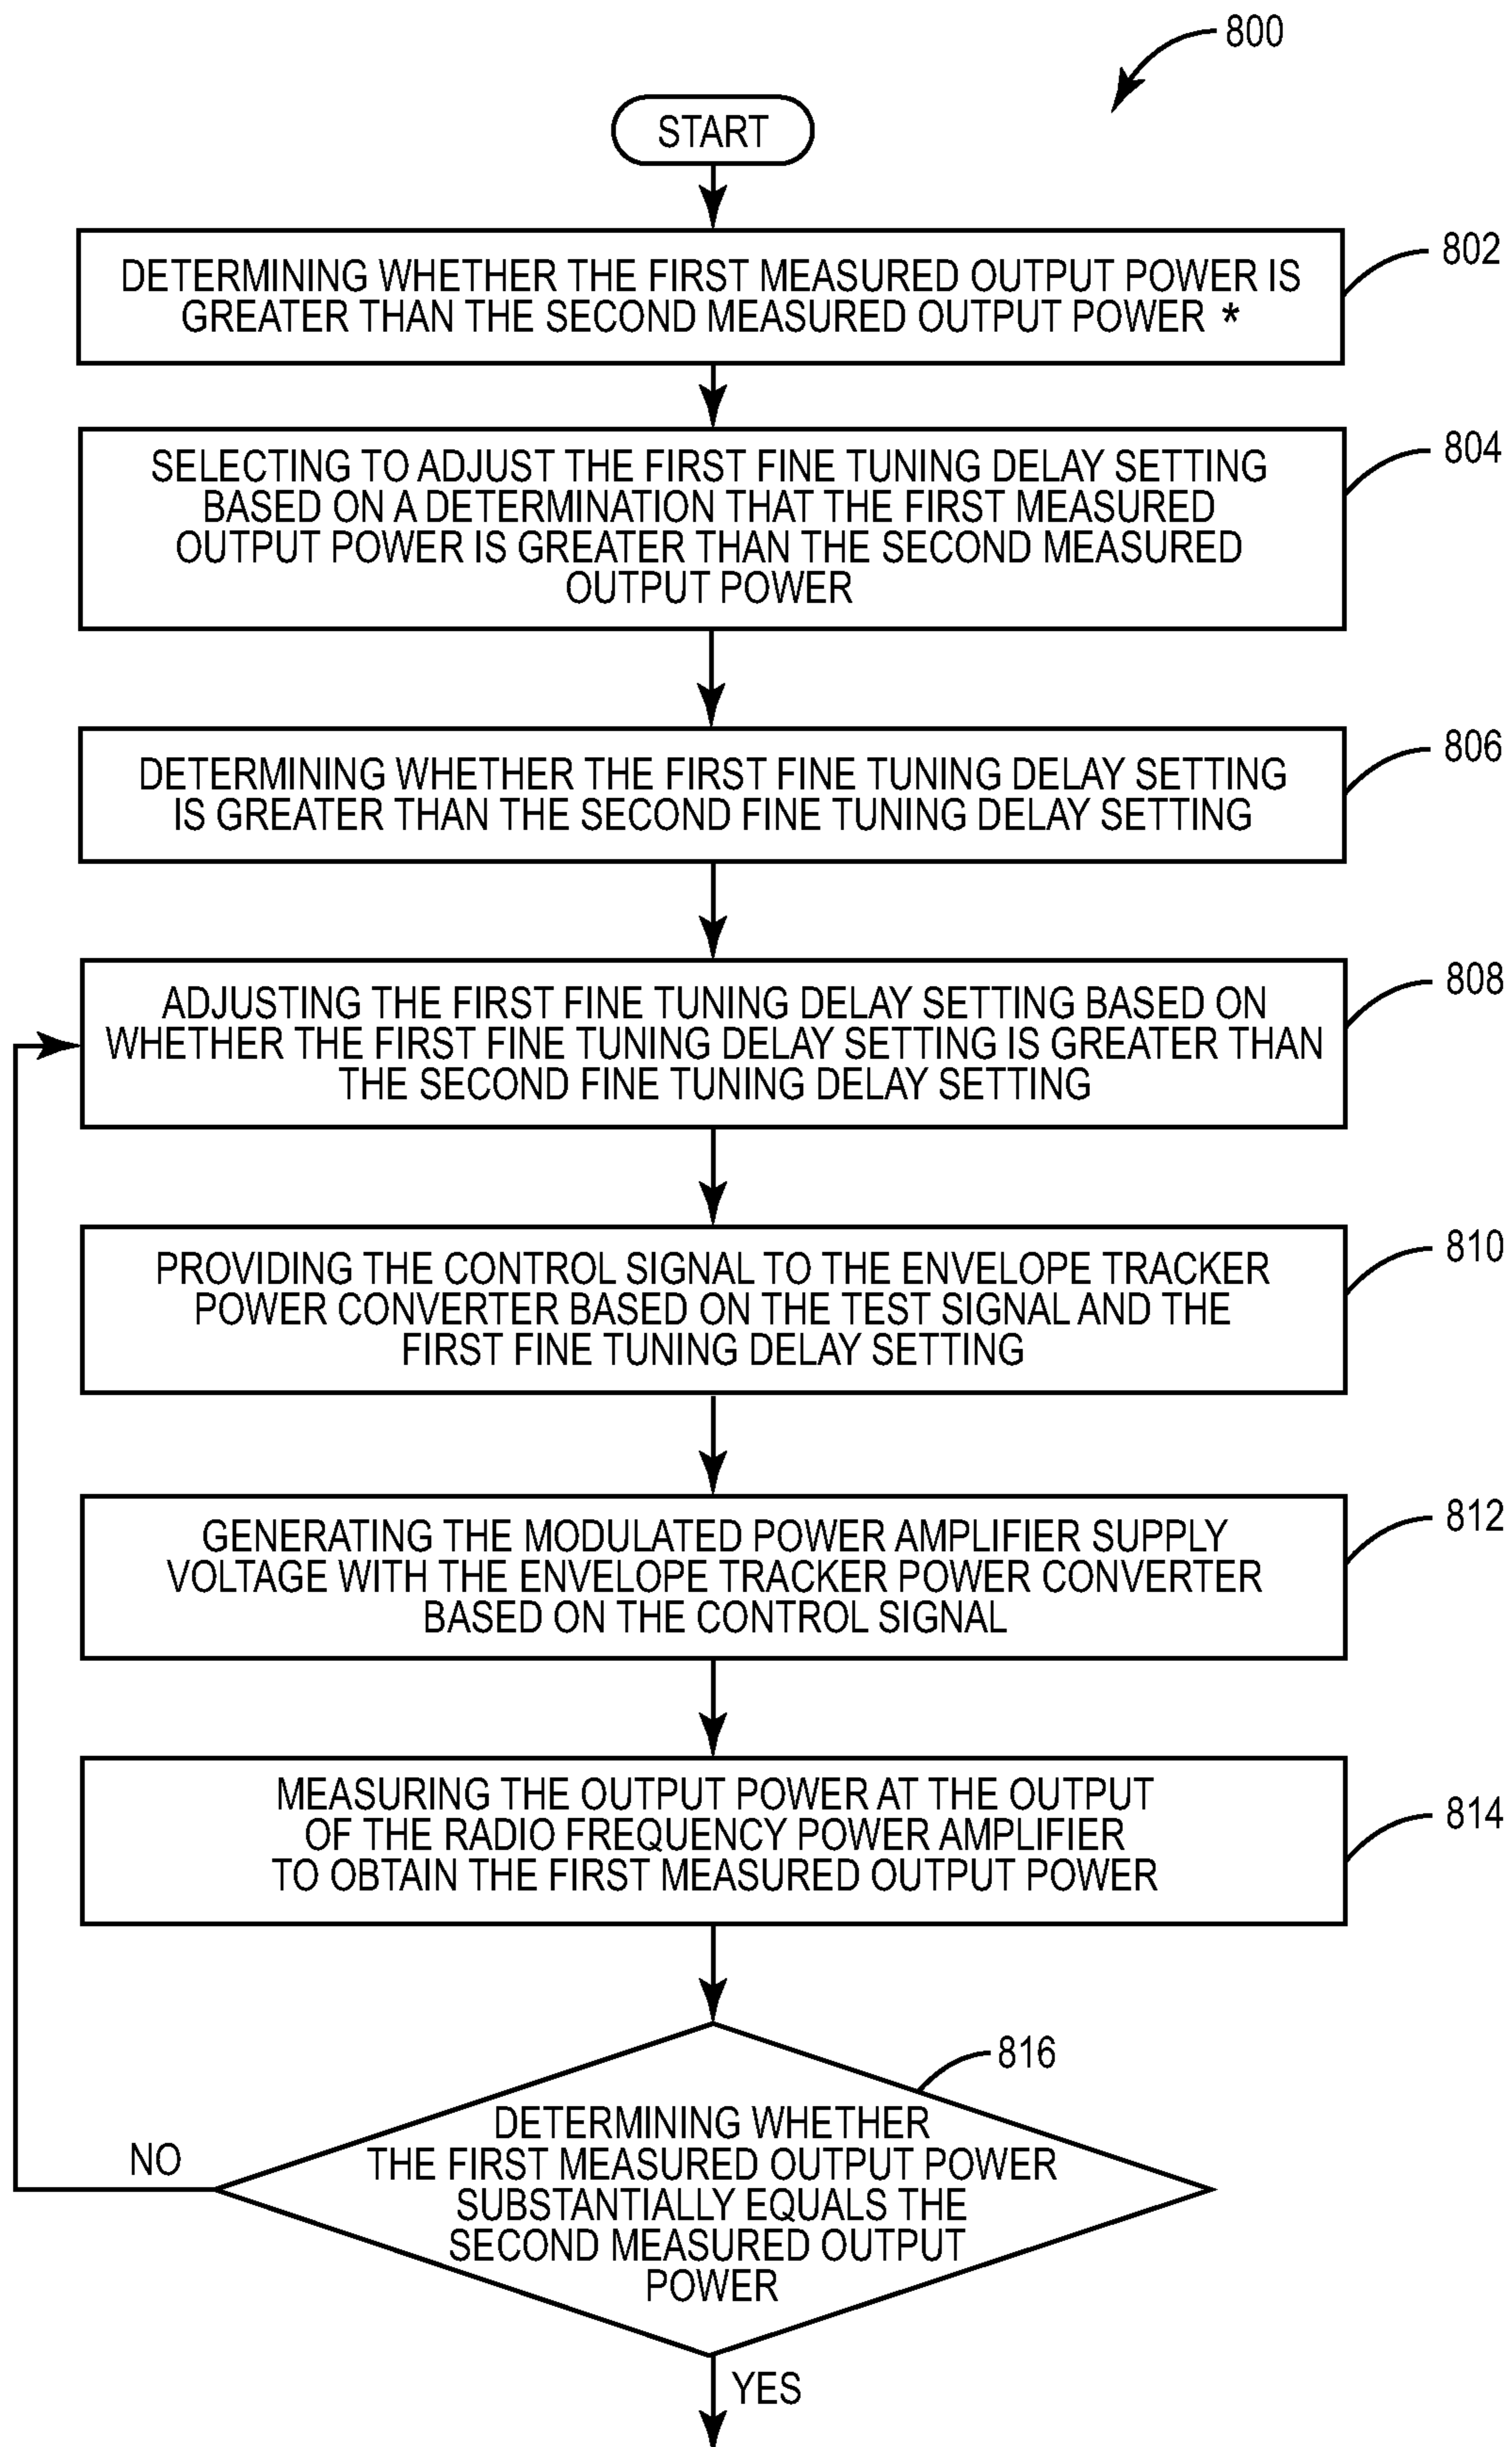 800
START
DETERMINING WHETHER THE FIRST MEASURED OUTPUT POWER IS
GREATER THAN THE SECOND MEASURED OUTPUT POWER *
802
SELECTING TO ADJUST THE FIRST FINE TUNING DELAY SETTING
BASED ON A DETERMINATION THAT THE FIRST MEASURED
OUTPUT POWER IS GREATER THAN THE SECOND MEASURED
OUTPUT POWER
804
DETERMINING WHETHER THE FIRST FINE TUNING DELAY SETTING
IS GREATER THAN THE SECOND FINE TUNING DELAY SETTING
806
ADJUSTING THE FIRST FINE TUNING DELAY SETTING BASED ON
WHETHER THE FIRST FINE TUNING DELAY SETTING IS GREATER THAN
THE SECOND FINE TUNING DELAY SETTING
808
PROVIDING THE CONTROL SIGNAL TO THE ENVELOPE TRACKER
POWER CONVERTER BASED ON THE TEST SIGNAL AND THE
FIRST FINE TUNING DELAY SETTING
810
GENERATING THE MODULATED POWER AMPLIFIER SUPPLY
VOLTAGE WITH THE ENVELOPE TRACKER POWER CONVERTER
BASED ON THE CONTROL SIGNAL
812
MEASURING THE OUTPUT POWER AT THE OUTPUT
OF THE RADIO FREQUENCY POWER AMPLIFIER
TO OBTAIN THE FIRST MEASURED OUTPUT POWER
814
816
DETERMINING WHETHER
THE FIRST MEASURED OUTPUT POWER
SUBSTANTIALLY EQUALS THE
SECOND MEASURED OUTPUT
POWER
NO
YES